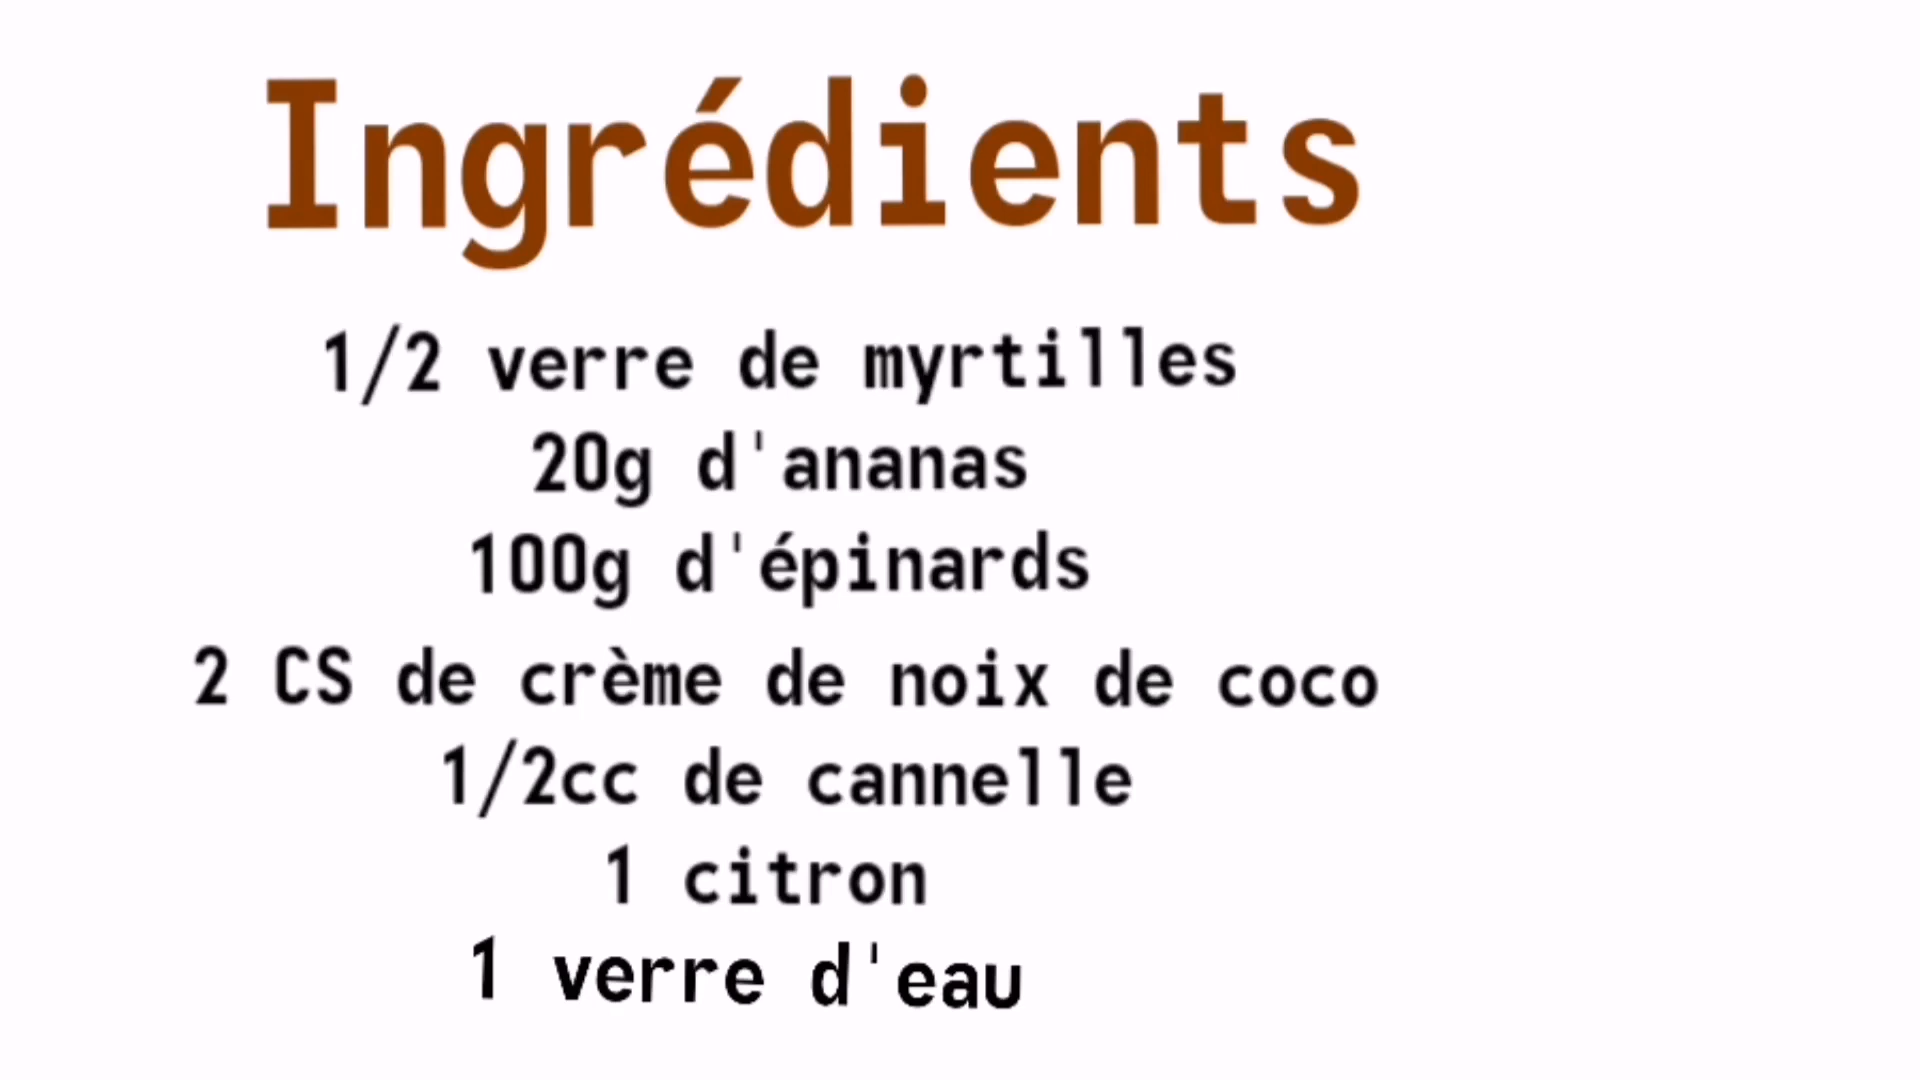 Ingrédients
1/2 verre de myrtilles
20g d'ananas
100g d'épinards
2 CS de crème de noix de coco
1/2cc de cannelle
1 citron
1 verre d'eau